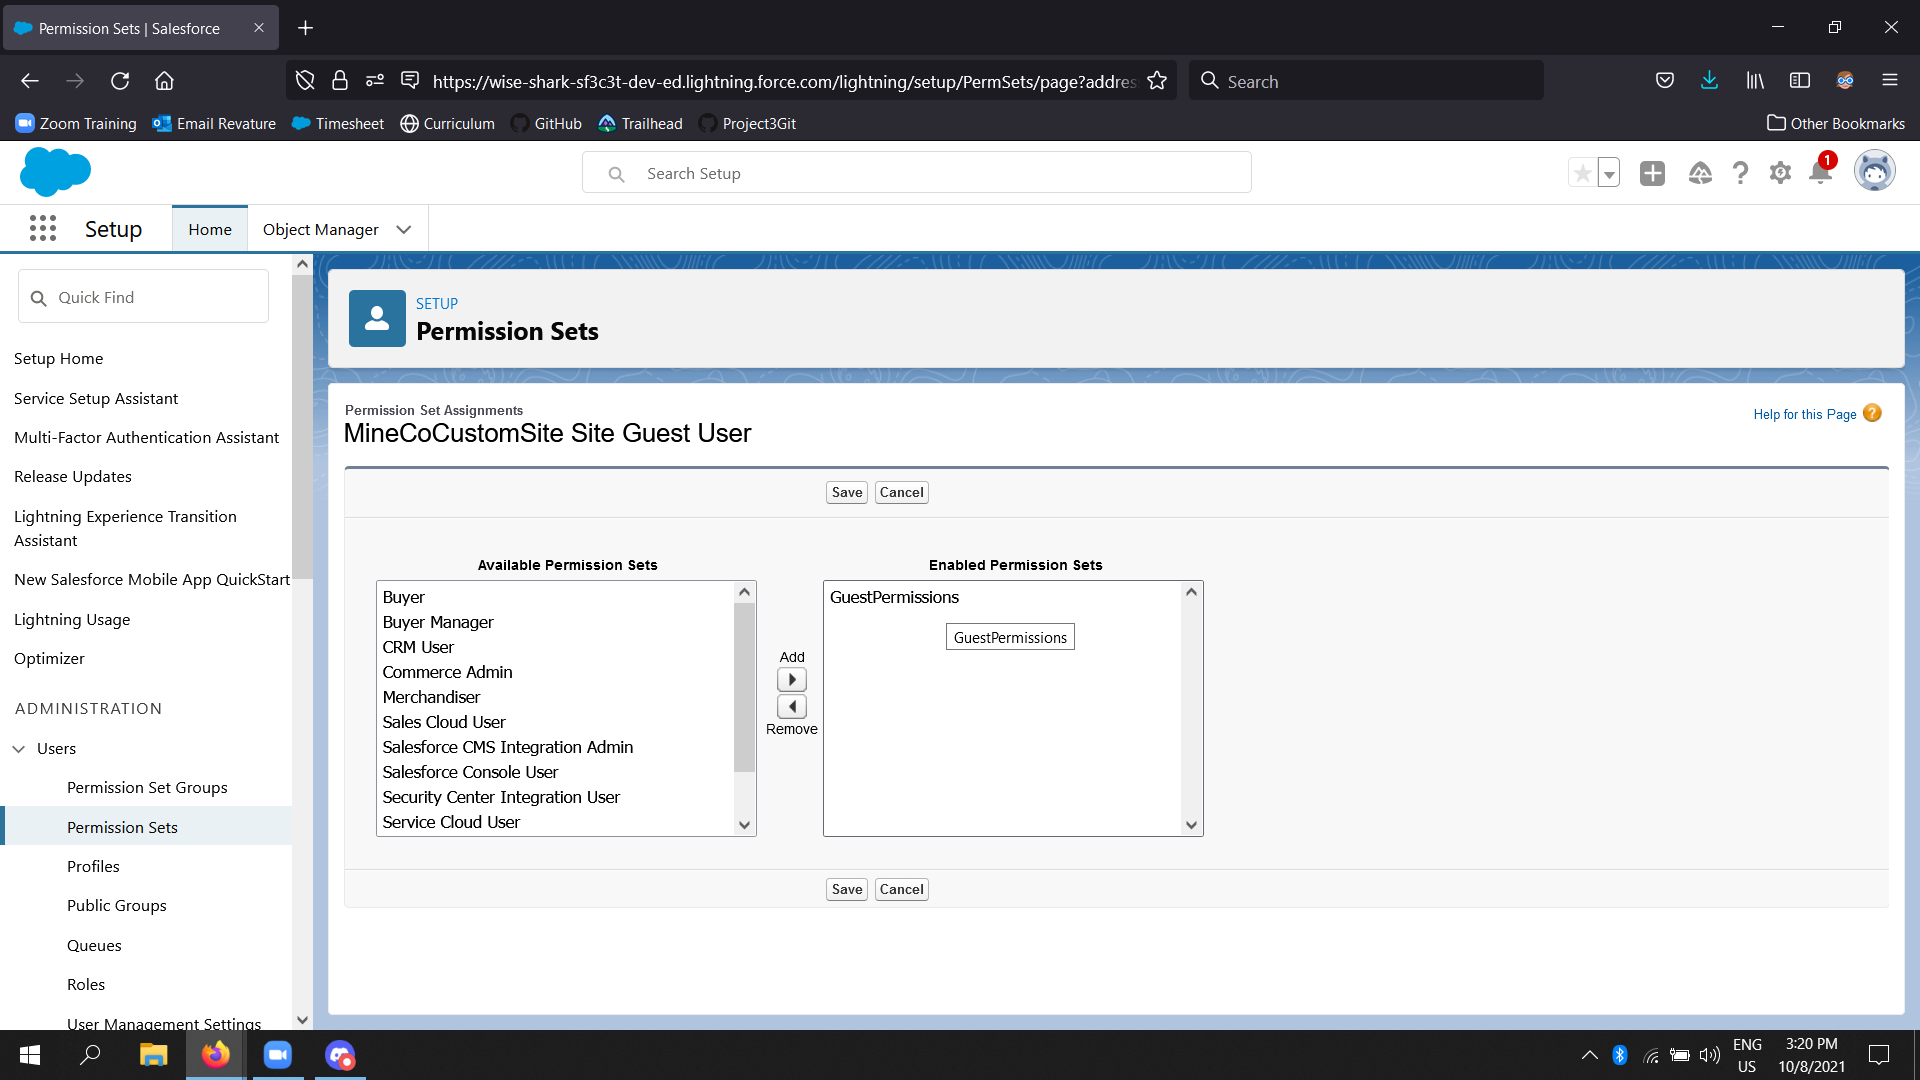 Permission Sets | Salesforce
https://wise-shark-sf3c3t-dev-ed.lightning.force.com/lightning/setup/PermSets/page?addres
Search
Zoom Training
Email Revature
Timesheet
Curriculum
GitHub
Trailhead
Project3Git
Other Bookmarks
Search Setup
1
Setup
Home
Object Manager
Quick Find
Setup Home
Service Setup Assistant
Multi-Factor Authentication Assistant
Release Updates
Lightning Experience Transition
Assistant
New Salesforce Mobile App QuickStart
Lightning Usage
Optimizer
ADMINISTRATION
Users
Permission Set Groups
Permission Sets
Profiles
Public Groups
Queues
Roles
User Management Settings
SETUP
Permission Sets
Permission Set Assignments
MineCoCustomSite Site Guest User
Help for this Page
Save Cancel
Available Permission Sets
Buyer
Buyer Manager
CRM User
Commerce Admin
Merchandiser
Sales Cloud User
Salesforce CMS Integration Admin
Salesforce Console User
Security Center Integration User
Service Cloud User
Add
Remove
Enabled Permission Sets
GuestPermissions
GuestPermissions
Save Cancel
ENG
US
3:20 PM
10/8/2021